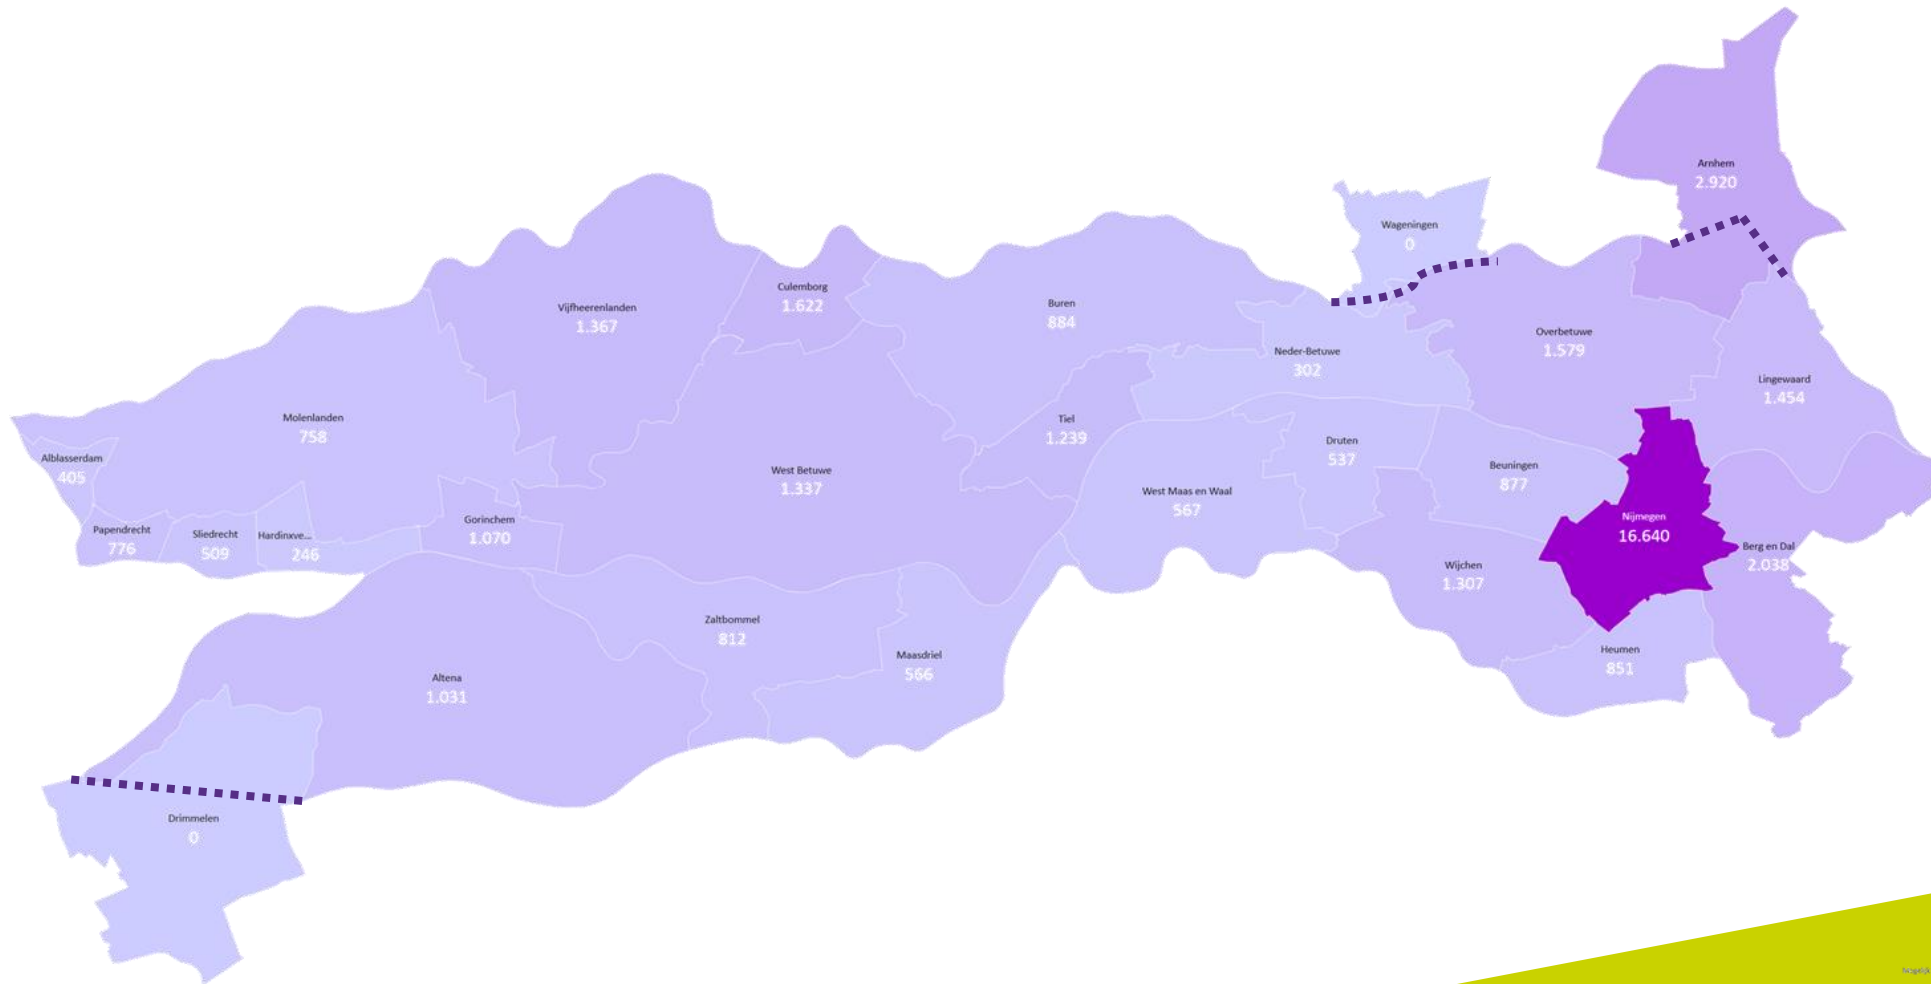 Arnhem
2.920
Wageningen
0
Culemborg
1.622
Vijfheerenlanden
1.367
Buren
884
Overbetuwe
1.579
Neder-Betuwe
302
Lingewaard
1.454
Molenlanden
758
Tiel
1.239
Druten
537
Alblasserdam
405
West Betuwe
1.337
Beuningen
877
West Maas en Waal
567
Gorinchem
1.070
Nijmegen
16.640
Papendrecht
776
Sliedrecht
509
Hardinxve...
246
Berg en Dal
2.038
Wijchen
1.307
Zaltbommel
812
Heumen
851
Maasdriel
566
Altena
1.031
Drimmelen
0